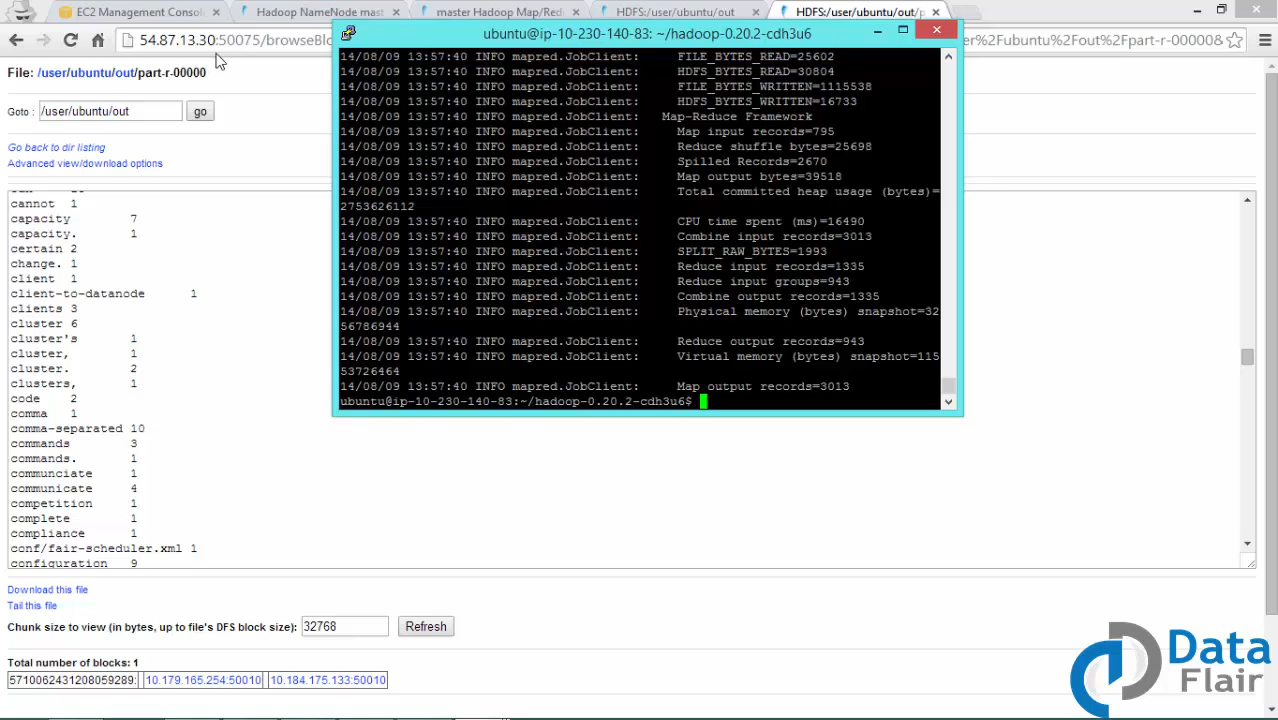 EC2 Management Consol
Hadoop NameNode mast
master Hadoop Map/Red
HDFS:/user/ubuntu/out
HDFS:/user/ubuntu/out/p
ubuntu@ip-10-230-140-83: ~/hadoop-0.20.2-cdh3u6
File: /user/ubuntu/out/part-r-00000
Goto : /user/ubuntu/out go
Go back to dir listing
Advanced view/download options
cannot 1
capacity 7
capacity. 1
certain 2
change. 1
client 1
client-to-datanode 1
clients 3
cluster 6
cluster's 1
cluster, 1
cluster. 2
clusters, 1
code 2
comma 1
comma-separated 10
commands 3
commands. 1
communciate 1
communicate 4
competition 1
complete 1
compliance 1
conf/fair-scheduler.xml 1
configuration 9
14/08/09 13:57:40 INFO mapred.JobClient: FILE_BYTES_READ=25602
14/08/09 13:57:40 INFO mapred.JobClient: HDFS_BYTES_READ=30804
14/08/09 13:57:40 INFO mapred.JobClient: FILE_BYTES_WRITTEN=1115538
14/08/09 13:57:40 INFO mapred.JobClient: HDFS_BYTES_WRITTEN=16733
14/08/09 13:57:40 INFO mapred.JobClient: Map-Reduce Framework
14/08/09 13:57:40 INFO mapred.JobClient: Map input records=795
14/08/09 13:57:40 INFO mapred.JobClient: Reduce shuffle bytes=25698
14/08/09 13:57:40 INFO mapred.JobClient: Spilled Records=2670
14/08/09 13:57:40 INFO mapred.JobClient: Map output bytes=39518
14/08/09 13:57:40 INFO mapred.JobClient: Total committed heap usage (bytes)=
2753626112
14/08/09 13:57:40 INFO mapred.JobClient: CPU time spent (ms)=16490
14/08/09 13:57:40 INFO mapred.JobClient: Combine input records=3013
14/08/09 13:57:40 INFO mapred.JobClient: SPLIT_RAW_BYTES=1993
14/08/09 13:57:40 INFO mapred.JobClient: Reduce input records=1335
14/08/09 13:57:40 INFO mapred.JobClient: Reduce input groups=943
14/08/09 13:57:40 INFO mapred.JobClient: Combine output records=1335
14/08/09 13:57:40 INFO mapred.JobClient: Physical memory (bytes) snapshot=32
56786944
14/08/09 13:57:40 INFO mapred.JobClient: Reduce output records=943
14/08/09 13:57:40 INFO mapred.JobClient: Virtual memory (bytes) snapshot=115
53726464
14/08/09 13:57:40 INFO mapred.JobClient: Map output records=3013
ubuntu@ip-10-230-140-83:~/hadoop-0.20.2-cdh3u6$
Download this file
Tail this file
Chunk size to view (in bytes, up to file's DFS block size): 32768 Refresh
Total number of blocks: 1
5710062431208059289: 10.179.165.254:50010 10.184.175.133:50010
Data
Flair